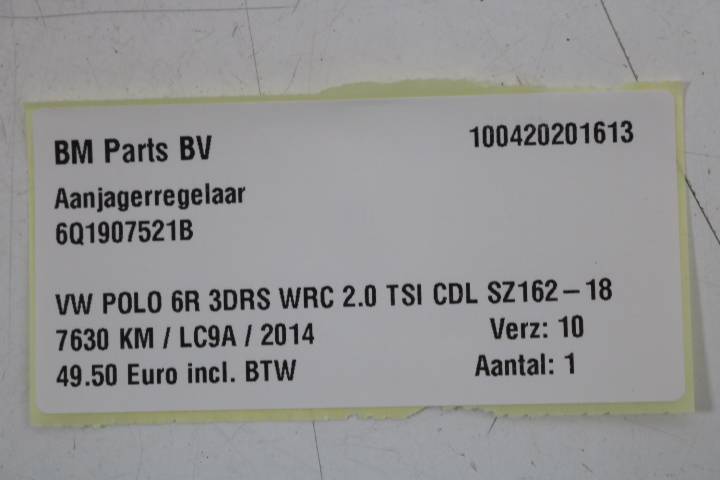 BM Parts BV 100420201613
Aanjagerregelaar
6Q1907521B
VW POLO 6R 3DRS WRC 2.0 TSI CDL SZ162-18
7630 KM / LC9A / 2014 Verz: 10
49.50 Euro incl. BTW Aantal: 1